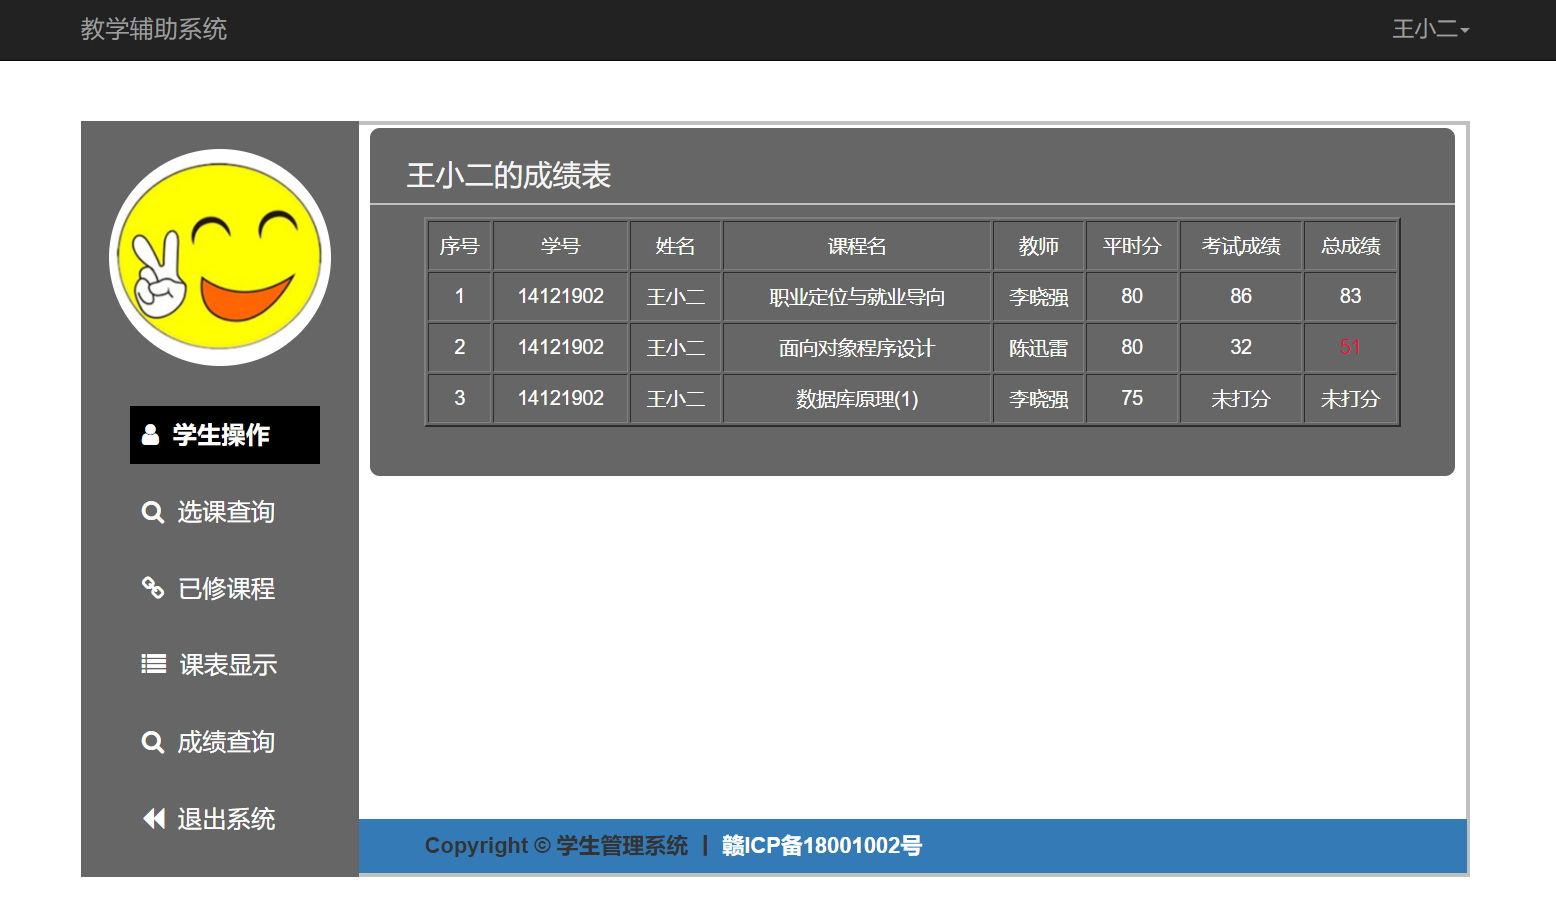 教学辅助系统 王小二
王小二的成绩表
序号 学号 姓名 课程名 教师 平时分 考试成绩 总成绩
1 14121902 王小二 职业定位与就业导向 李晓强 80 86 83
2 14121902 王小二 面向对象程序设计 陈迅雷 80 32 51
3 14121902 王小二 数据库原理(1) 李晓强 75 未打分 未打分
学生操作
选课查询
已修课程
课表显示
成绩查询
退出系统
Copyright © 学生管理系统 | 赣ICP备18001002号